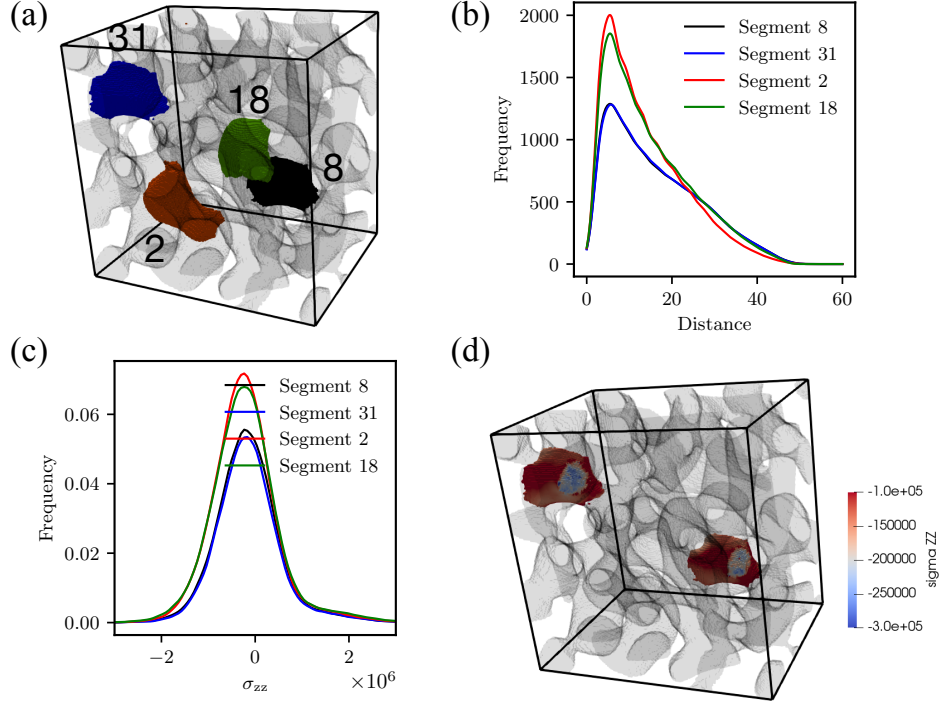 (a)
31
18
8
2
(b)
2000
1500
1000
500
0
Frequency
0 20 40 60
Distance
Segment 8
Segment 31
Segment 2
Segment 18
(c)
0.06
0.04
0.02
0.00
Frequency
−2 0 2
×10⁶
σzz
Segment 8
Segment 31
Segment 2
Segment 18
(d)
-1.0e+05
-150000
-200000
-250000
-3.0e+05
sigma ZZ